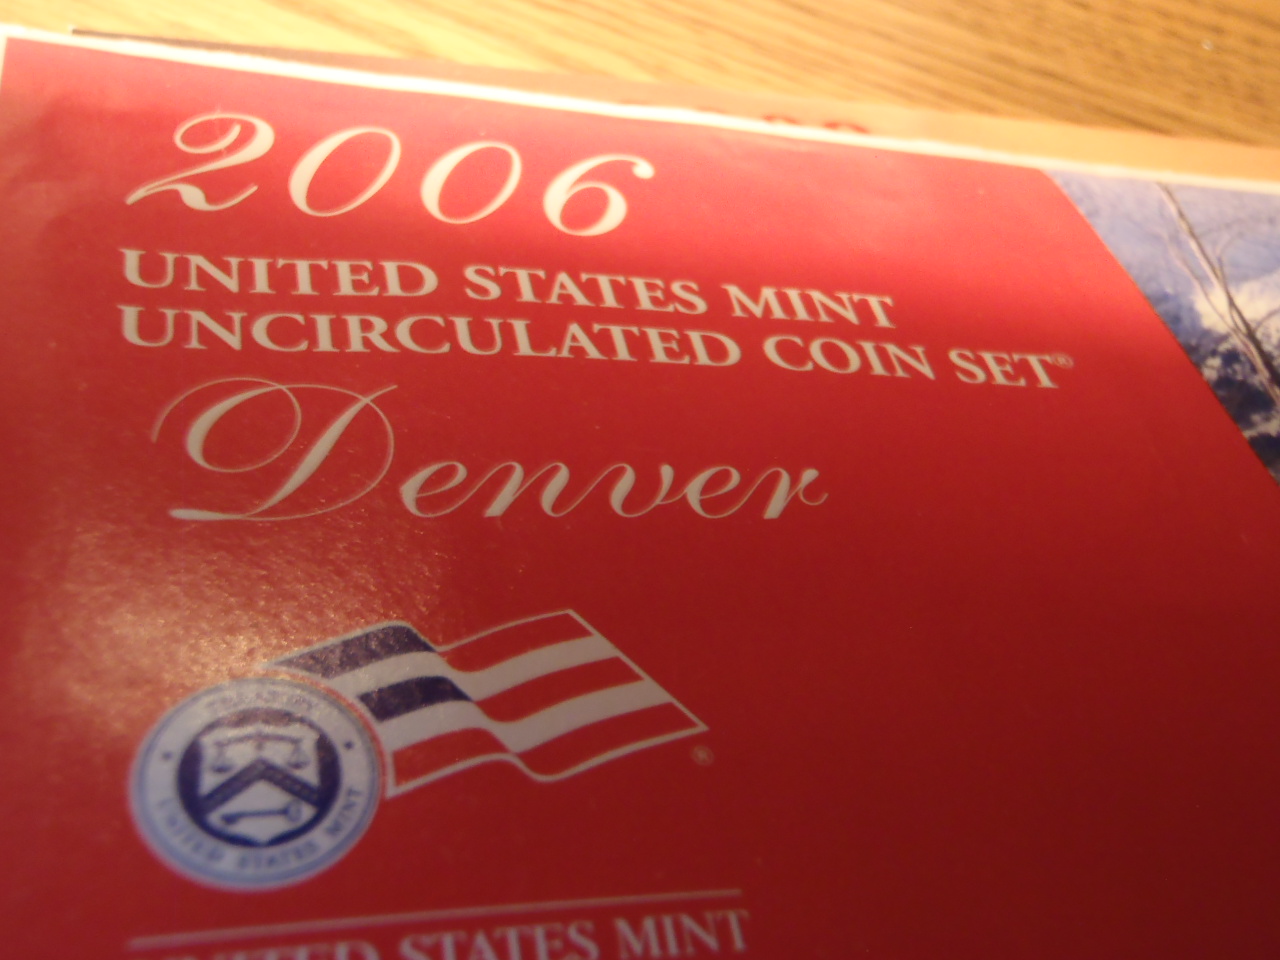 2006
UNITED STATES MINT
UNCIRCULATED COIN SET®
Denver
®
UNITED STATES MINT
UNITED STATES MINT